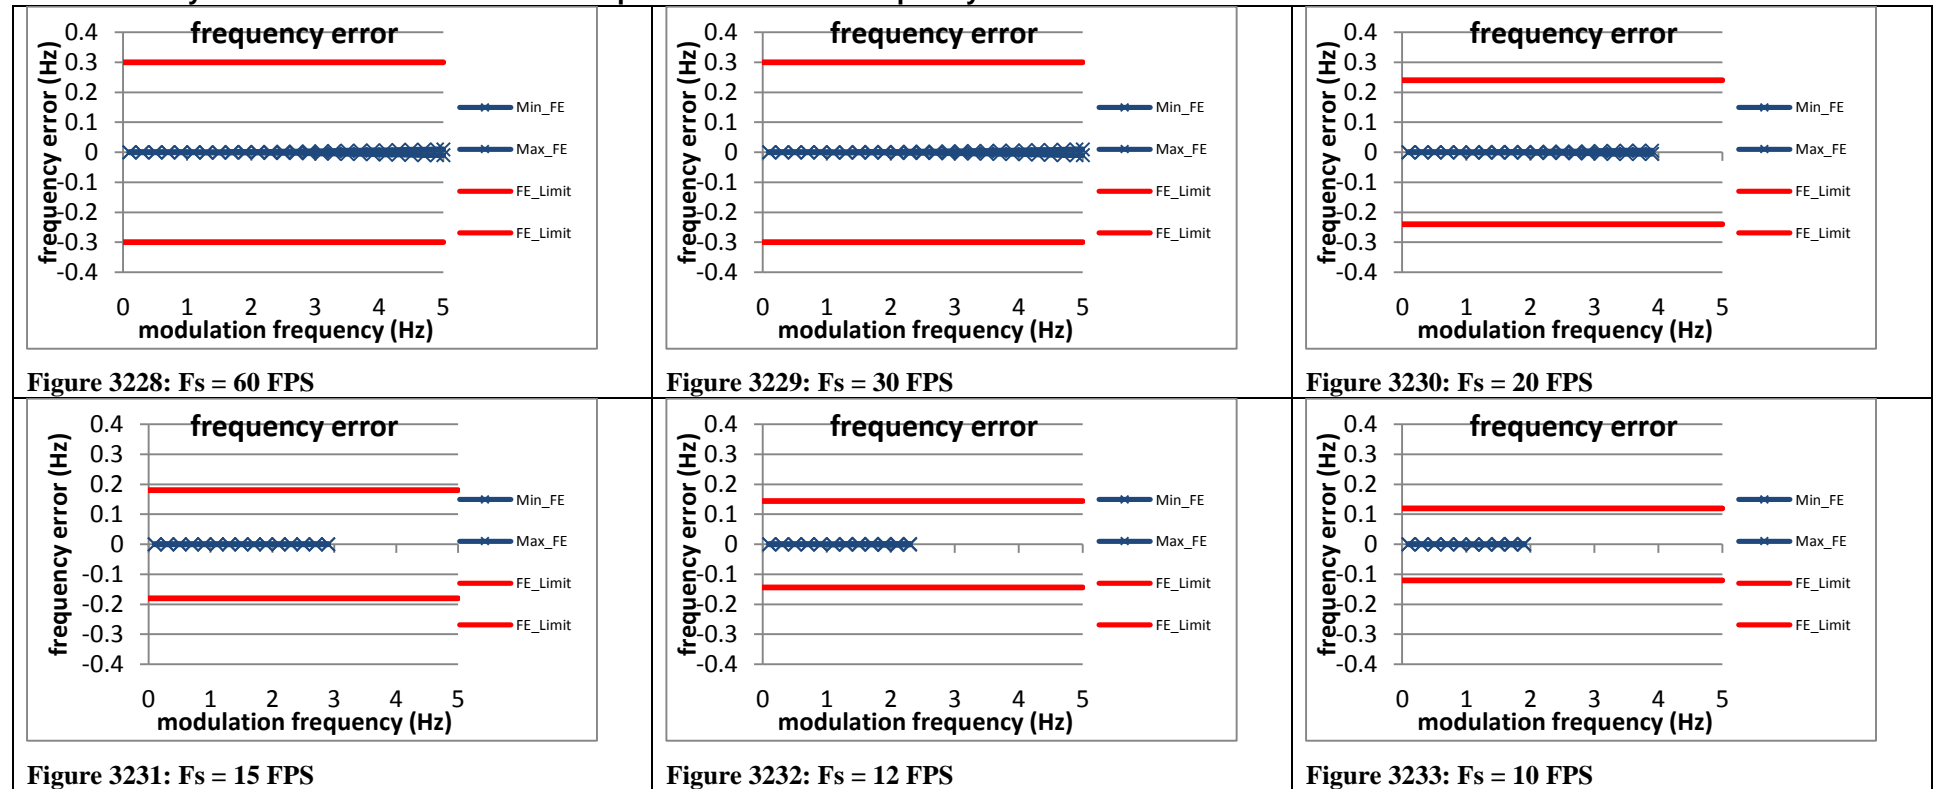 frequency error
frequency error (Hz)
0.4
0.3
0.2
0.1
0
-0.1
-0.2
-0.3
-0.4
0 1 2 3 4 5
modulation frequency (Hz)
Min_FE
Max_FE
FE_Limit
FE_Limit
Figure 3228: Fs = 60 FPS
frequency error
frequency error (Hz)
0.4
0.3
0.2
0.1
0
-0.1
-0.2
-0.3
-0.4
0 1 2 3 4 5
modulation frequency (Hz)
Min_FE
Max_FE
FE_Limit
FE_Limit
Figure 3229: Fs = 30 FPS
frequency error
frequency error (Hz)
0.4
0.3
0.2
0.1
0
-0.1
-0.2
-0.3
-0.4
0 1 2 3 4 5
modulation frequency (Hz)
Min_FE
Max_FE
FE_Limit
FE_Limit
Figure 3230: Fs = 20 FPS
frequency error
frequency error (Hz)
0.4
0.3
0.2
0.1
0
-0.1
-0.2
-0.3
-0.4
0 1 2 3 4 5
modulation frequency (Hz)
Min_FE
Max_FE
FE_Limit
FE_Limit
Figure 3231: Fs = 15 FPS
frequency error
frequency error (Hz)
0.4
0.3
0.2
0.1
0
-0.1
-0.2
-0.3
-0.4
0 1 2 3 4 5
modulation frequency (Hz)
Min_FE
Max_FE
FE_Limit
FE_Limit
Figure 3232: Fs = 12 FPS
frequency error
frequency error (Hz)
0.4
0.3
0.2
0.1
0
-0.1
-0.2
-0.3
-0.4
0 1 2 3 4 5
modulation frequency (Hz)
Min_FE
Max_FE
FE_Limit
FE_Limit
Figure 3233: Fs = 10 FPS